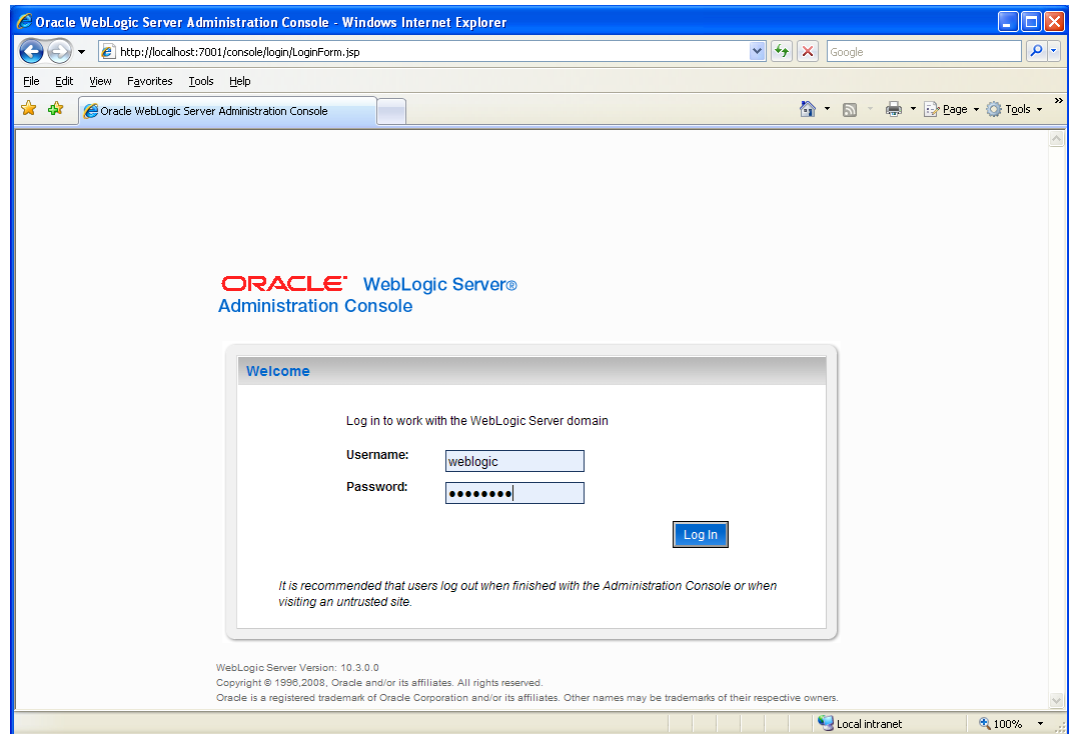 Oracle WebLogic Server Administration Console - Windows Internet Explorer
http://localhost:7001/console/login/LoginForm.jsp
Google
File Edit View Favorites Tools Help
Oracle WebLogic Server Administration Console
Page Tools »
ORACLE WebLogic Server®
Administration Console
Welcome
Log in to work with the WebLogic Server domain
Username: weblogic
Password: ••••••••
Log In
It is recommended that users log out when finished with the Administration Console or when
visiting an untrusted site.
WebLogic Server Version: 10.3.0.0
Copyright © 1996,2008, Oracle and/or its affiliates. All rights reserved.
Oracle is a registered trademark of Oracle Corporation and/or its affiliates. Other names may be trademarks of their respective owners.
Local intranet 100%